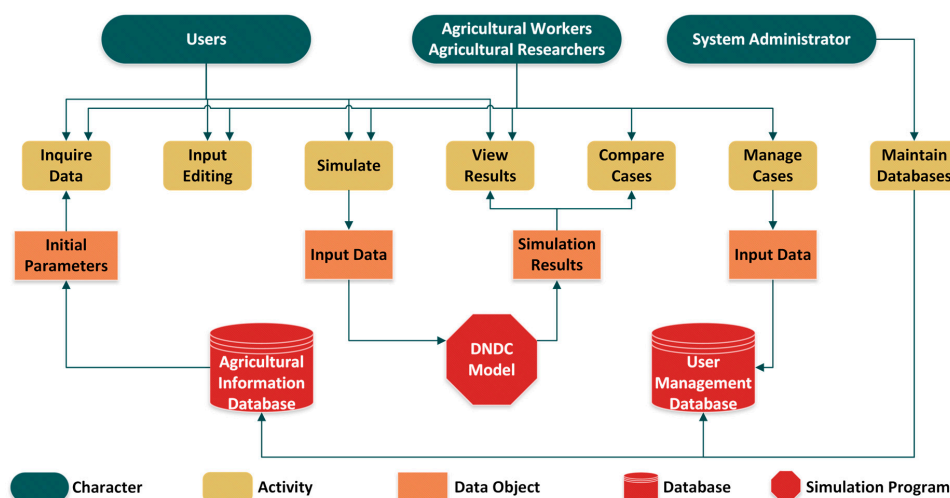 Users
Agricultural Workers
Agricultural Researchers
System Administrator
Inquire
Data
Input
Editing
Simulate
View
Results
Compare
Cases
Manage
Cases
Maintain
Databases
Initial
Parameters
Input Data
Simulation
Results
Input Data
Agricultural
Information
Database
DNDC
Model
User
Management
Database
Character
Activity
Data Object
Database
Simulation Program